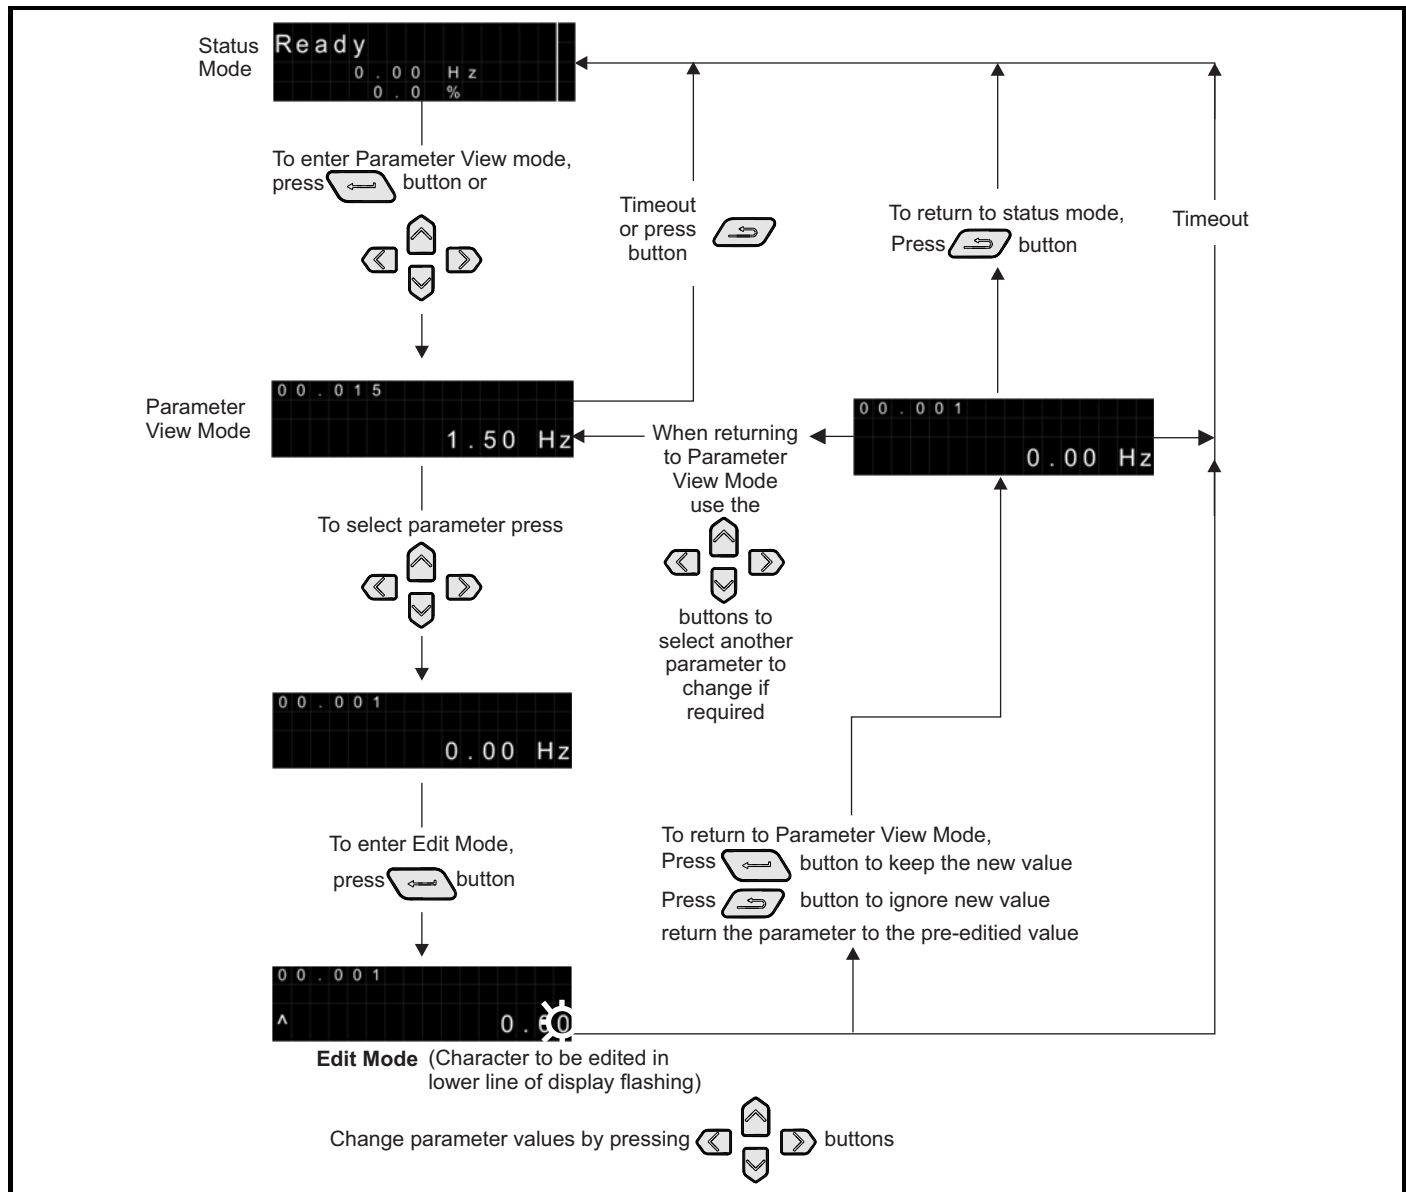 Status
Mode
Ready
0.00 Hz
0.0 %
To enter Parameter View mode,
press button or
Timeout
or press
button
To return to status mode,
Press button
Timeout
Parameter
View Mode
00.015
1.50 Hz
When returning
to Parameter
View Mode
use the
buttons to
select another
parameter to
change if
required
00.001
0.00 Hz
To select parameter press
00.001
0.00 Hz
To enter Edit Mode,
press button
To return to Parameter View Mode,
Press button to keep the new value
Press button to ignore new value
return the parameter to the pre-editied value
00.001
^ 0.
Edit Mode (Character to be edited in
lower line of display flashing)
Change parameter values by pressing buttons